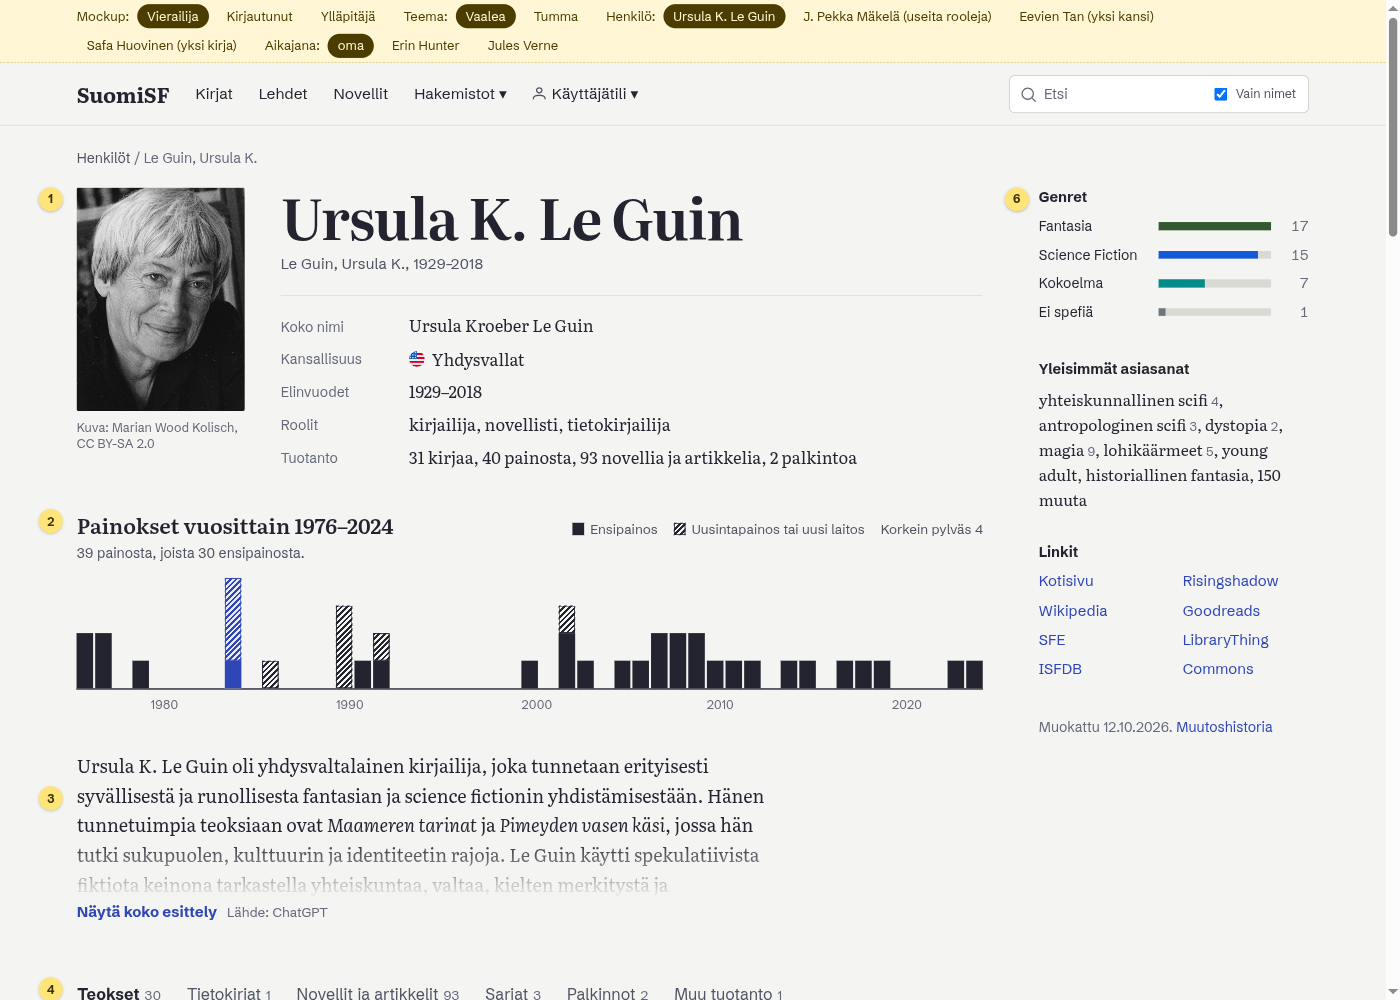 Mockup: Vierailija Kirjautunut Ylläpitäjä Teema: Vaalea Tumma Henkilö: Ursula K. Le Guin J. Pekka Mäkelä (useita rooleja) Eevien Tan (yksi kansi)
Safa Huovinen (yksi kirja) Aikajana: oma Erin Hunter Jules Verne
SuomiSF Kirjat Lehdet Novellit Hakemistot ▾ Käyttäjätili ▾ Etsi Vain nimet
Henkilöt / Le Guin, Ursula K.
1
Ursula K. Le Guin
Le Guin, Ursula K., 1929–2018
Koko nimi Ursula Kroeber Le Guin
Kansallisuus Yhdysvallat
Elinvuodet 1929–2018
Roolit kirjailija, novellisti, tietokirjailija
Tuotanto 31 kirjaa, 40 painosta, 93 novellia ja artikkelia, 2 palkintoa
Kuva: Marian Wood Kolisch,
CC BY-SA 2.0
2
Painokset vuosittain 1976–2024
39 painosta, joista 30 ensipainosta.
Ensipainos Uusintapainos tai uusi laitos Korkein pylväs 4
1980 1990 2000 2010 2020
3
Ursula K. Le Guin oli yhdysvaltalainen kirjailija, joka tunnetaan erityisesti
syvällisestä ja runollisesta fantasian ja science fictionin yhdistämisestään. Hänen
tunnetuimpia teoksiaan ovat Maameren tarinat ja Pimeyden vasen käsi, jossa hän
tutki sukupuolen, kulttuurin ja identiteetin rajoja. Le Guin käytti spekulatiivista
fiktiota keinona tarkastella yhteiskuntaa, valtaa, kielten merkitystä ja
Näytä koko esittely Lähde: ChatGPT
4
Teokset 30 Tietokirjat 1 Novellit ja artikkelit 93 Sarjat 3 Palkinnot 2 Muu tuotanto 1
6
Genret
Fantasia 17
Science Fiction 15
Kokoelma 7
Ei spefiä 1
Yleisimmät asiasanat
yhteiskunnallinen scifi 4,
antropologinen scifi 3, dystopia 2,
magia 9, lohikäärmeet 5, young
adult, historiallinen fantasia, 150
muuta
Linkit
Kotisivu Risingshadow
Wikipedia Goodreads
SFE LibraryThing
ISFDB Commons
Muokattu 12.10.2026. Muutoshistoria